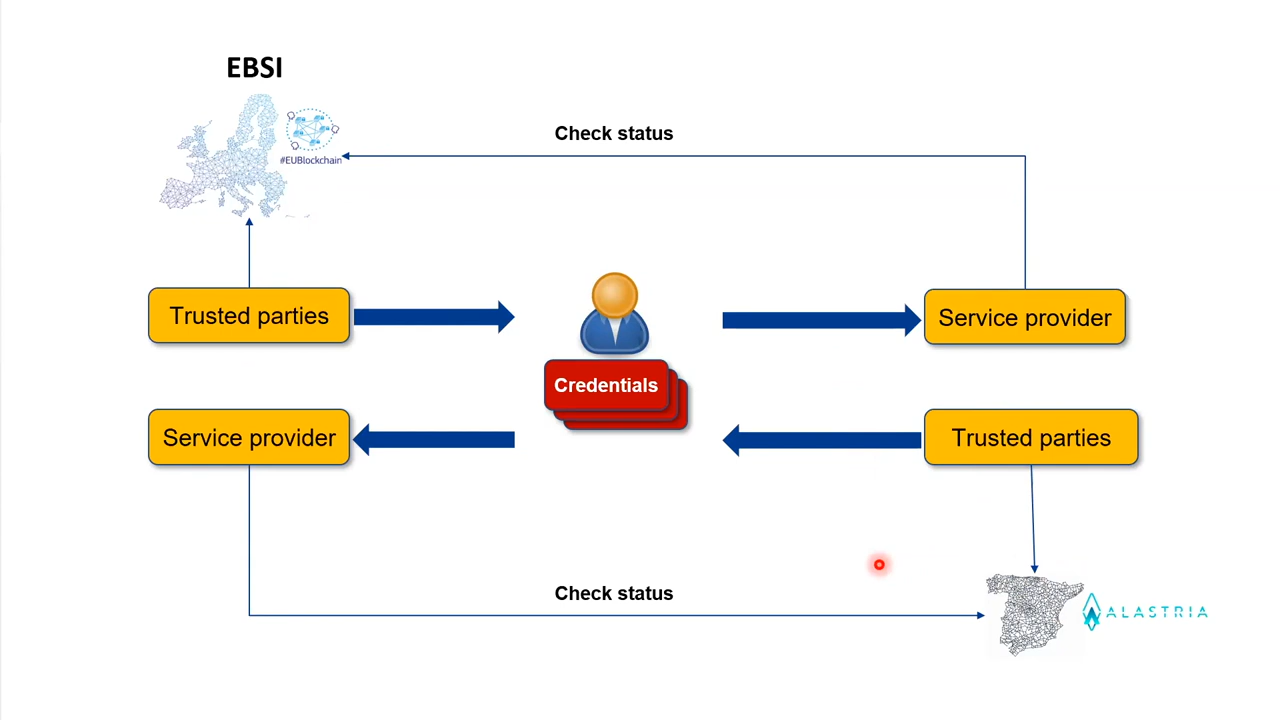 EBSI
#EUBlockchain
Check status
Trusted parties
Service provider
Credentials
Service provider
Trusted parties
Check status
ALASTRIA